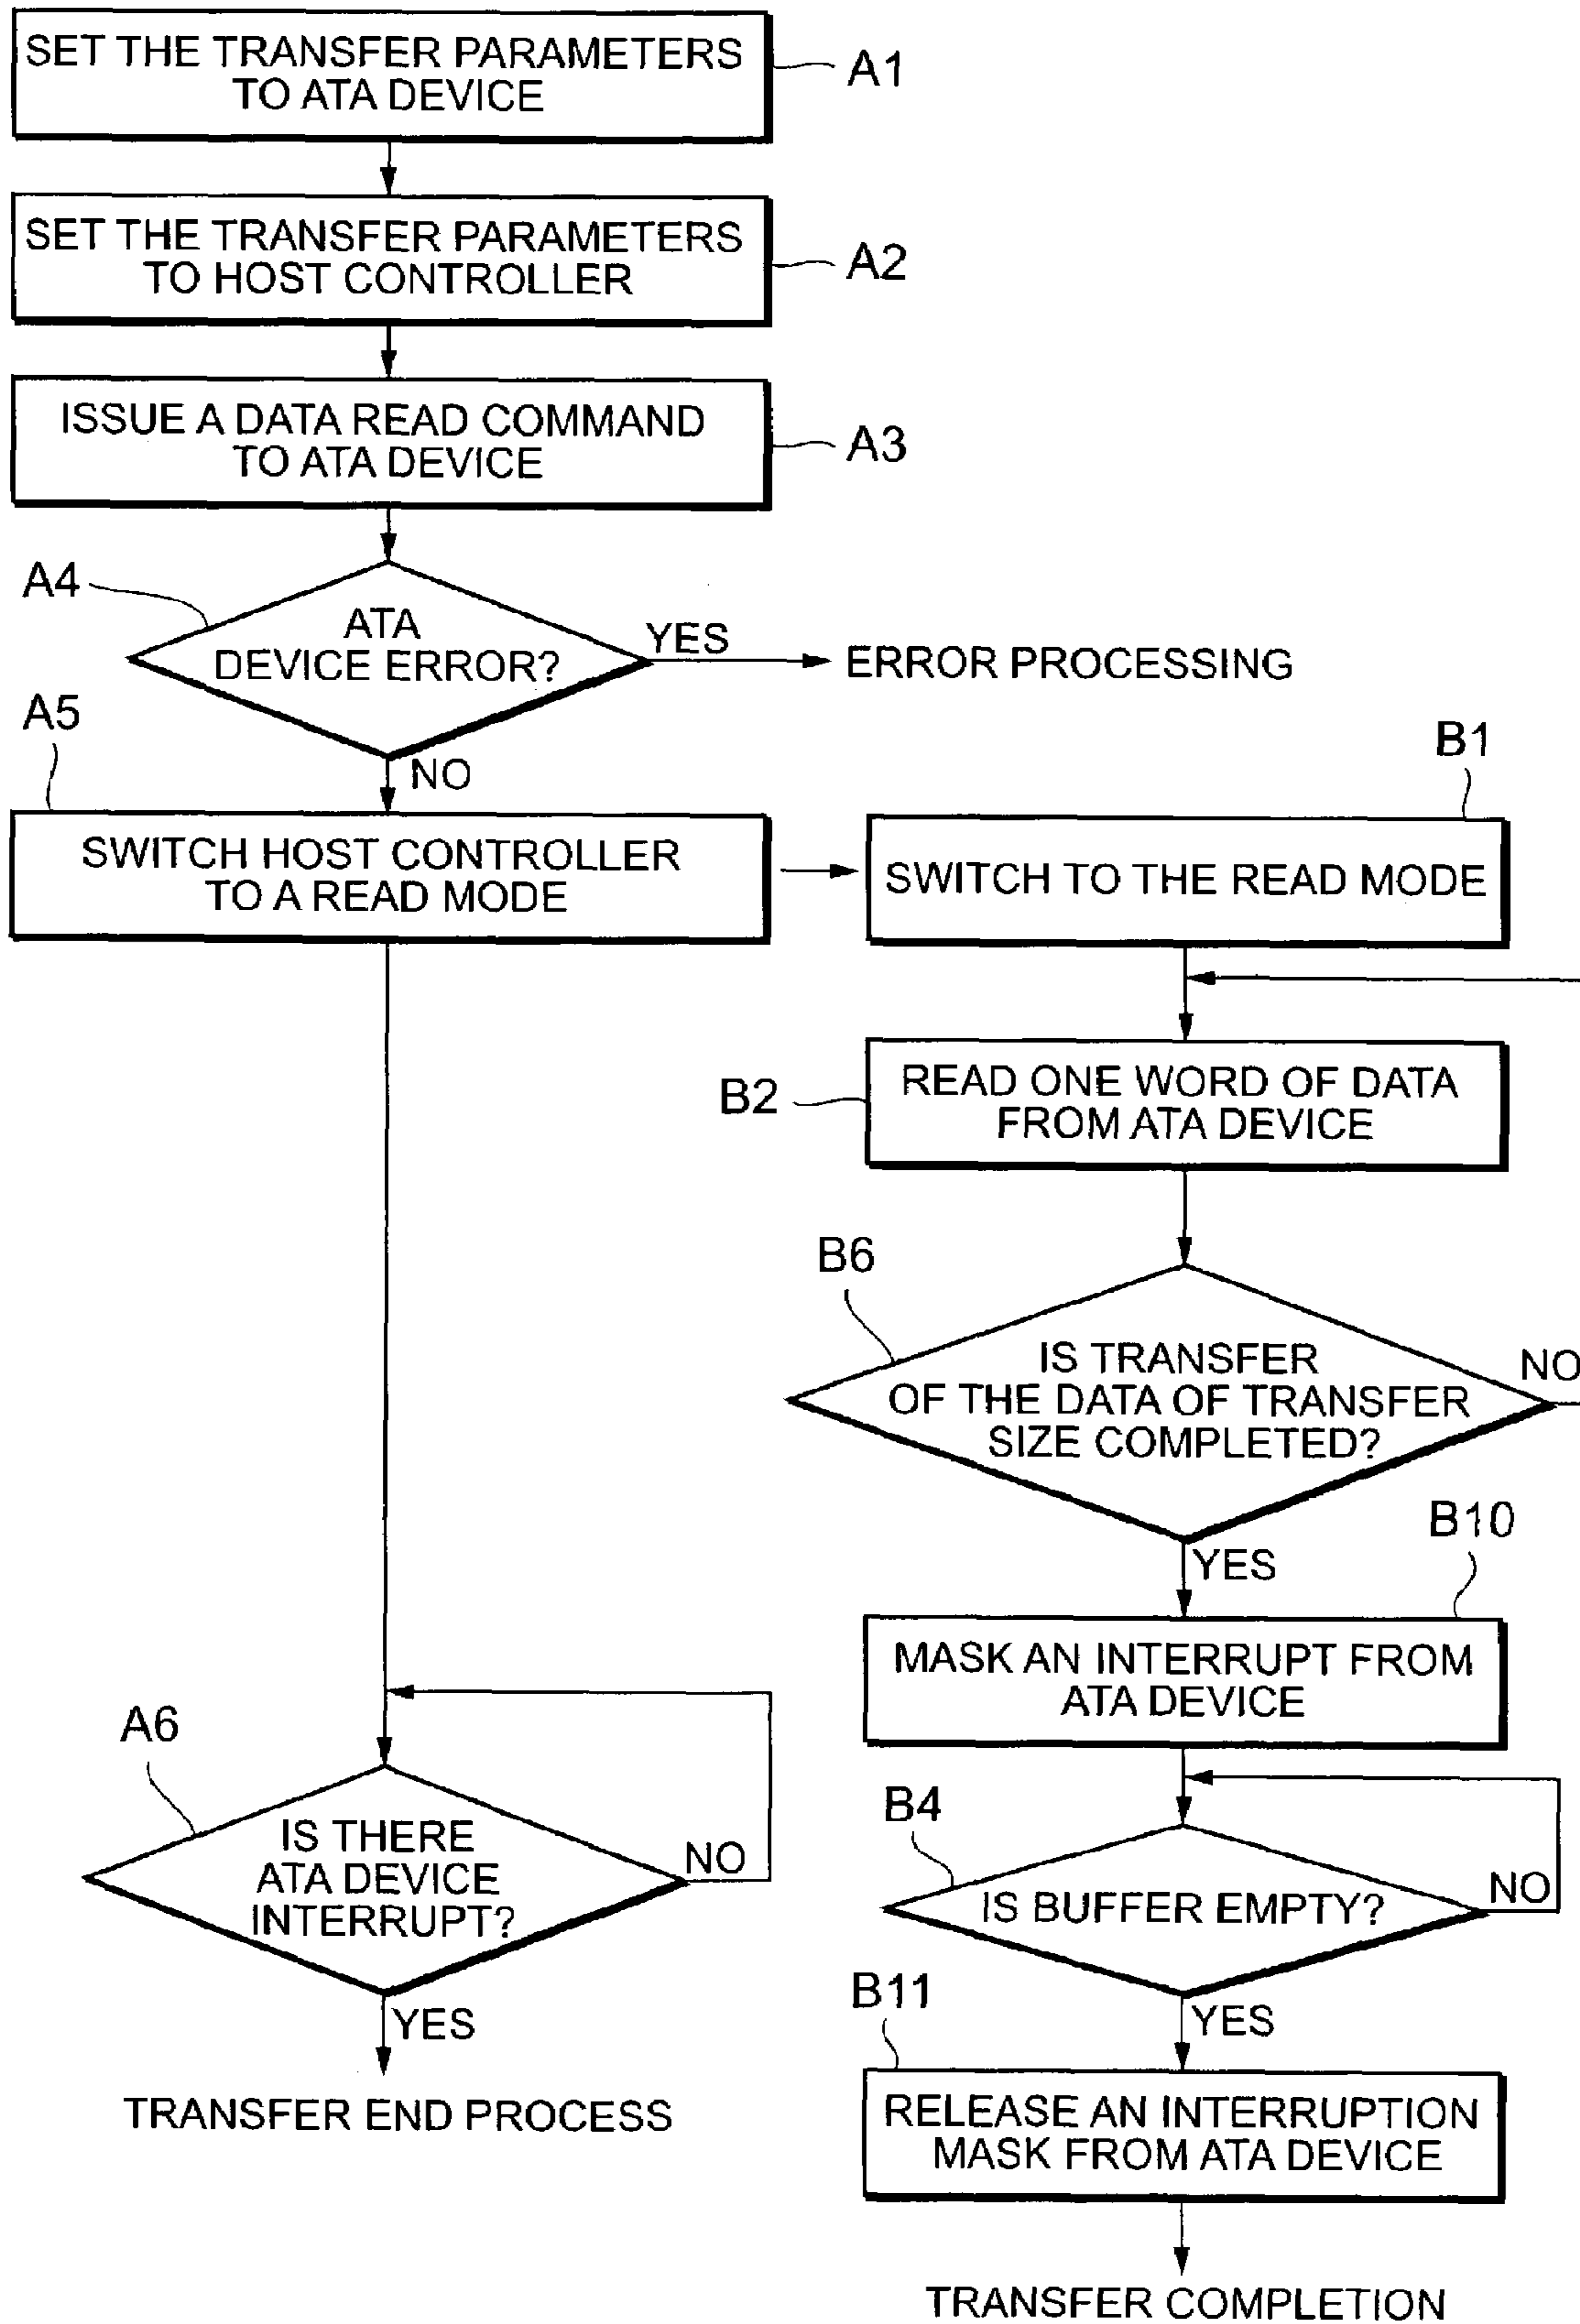 SET THE TRANSFER PARAMETERS
TO ATA DEVICE
A1
SET THE TRANSFER PARAMETERS
TO HOST CONTROLLER
A2
ISSUE A DATA READ COMMAND
TO ATA DEVICE
A3
A4
ATA
DEVICE ERROR?
YES
ERROR PROCESSING
NO
A5
SWITCH HOST CONTROLLER
TO A READ MODE
A6
IS THERE
ATA DEVICE
INTERRUPT?
NO
YES
TRANSFER END PROCESS
B1
SWITCH TO THE READ MODE
B2
READ ONE WORD OF DATA
FROM ATA DEVICE
B6
IS TRANSFER
OF THE DATA OF TRANSFER
SIZE COMPLETED?
NO
YES
B10
MASK AN INTERRUPT FROM
ATA DEVICE
B4
IS BUFFER EMPTY?
NO
YES
B11
RELEASE AN INTERRUPTION
MASK FROM ATA DEVICE
TRANSFER COMPLETION